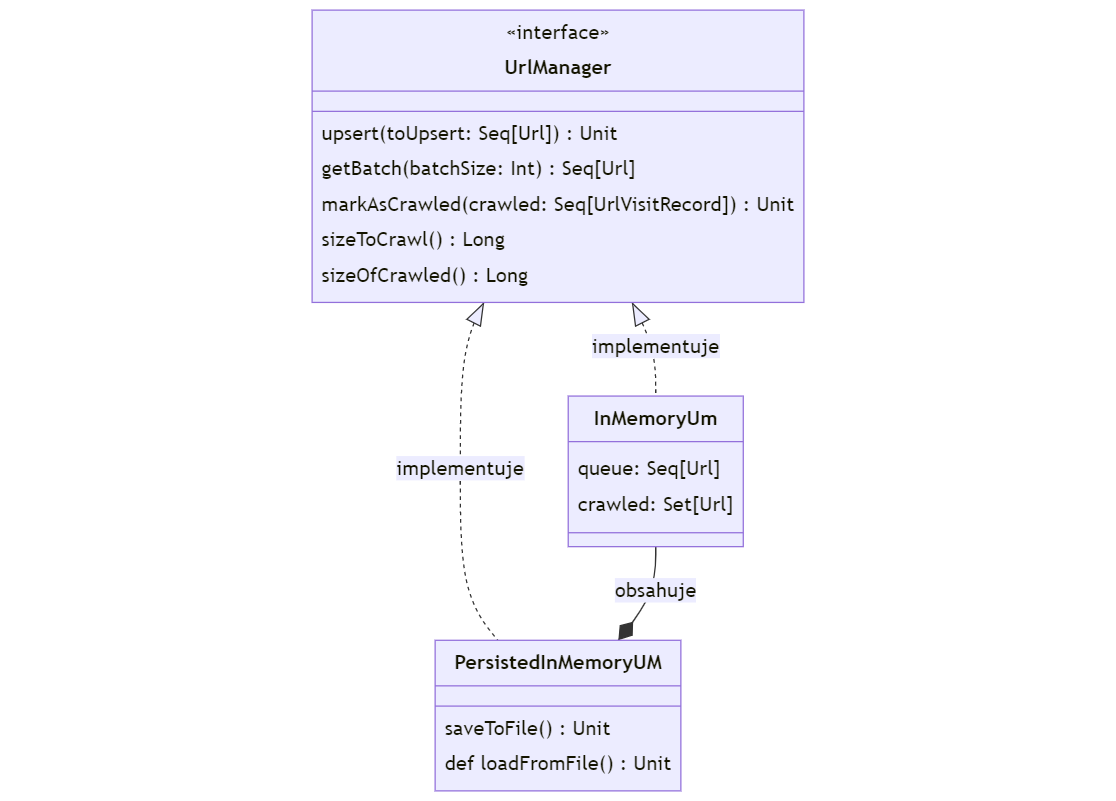 «interface»
UrlManager
upsert(toUpsert: Seq[Url]) : Unit
getBatch(batchSize: Int) : Seq[Url]
markAsCrawled(crawled: Seq[UrlVisitRecord]) : Unit
sizeToCrawl() : Long
sizeOfCrawled() : Long
implementuje
InMemoryUm
queue: Seq[Url]
crawled: Set[Url]
implementuje
obsahuje
PersistedInMemoryUM
saveToFile() : Unit
def loadFromFile() : Unit